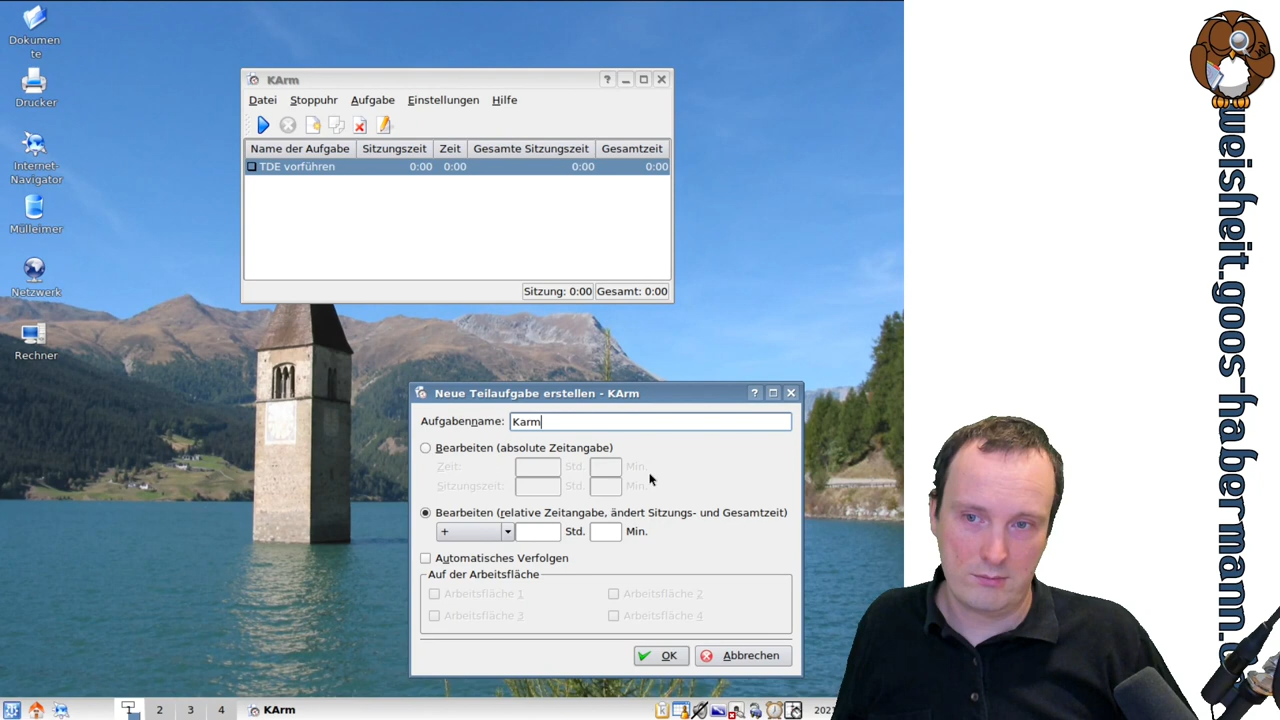 Dokumen
te
Drucker
Internet-
Navigator
Mülleimer
Netzwerk
Rechner
KArm
Datei Stoppuhr Aufgabe Einstellungen Hilfe
Name der Aufgabe Sitzungszeit Zeit Gesamte Sitzungszeit Gesamtzeit
TDE vorführen 0:00 0:00 0:00 0:00
Sitzung: 0:00 Gesamt: 0:00
Neue Teilaufgabe erstellen - KArm
Aufgabenname: Karm
Bearbeiten (absolute Zeitangabe)
Zeit: Std. Min.
Sitzungszeit: Std. Min.
Bearbeiten (relative Zeitangabe, ändert Sitzungs- und Gesamtzeit)
+ Std. Min.
Automatisches Verfolgen
Auf der Arbeitsfläche
Arbeitsfläche 1 Arbeitsfläche 2
Arbeitsfläche 3 Arbeitsfläche 4
OK Abbrechen
2 3 4 KArm
weisheit.goos-habermann.d